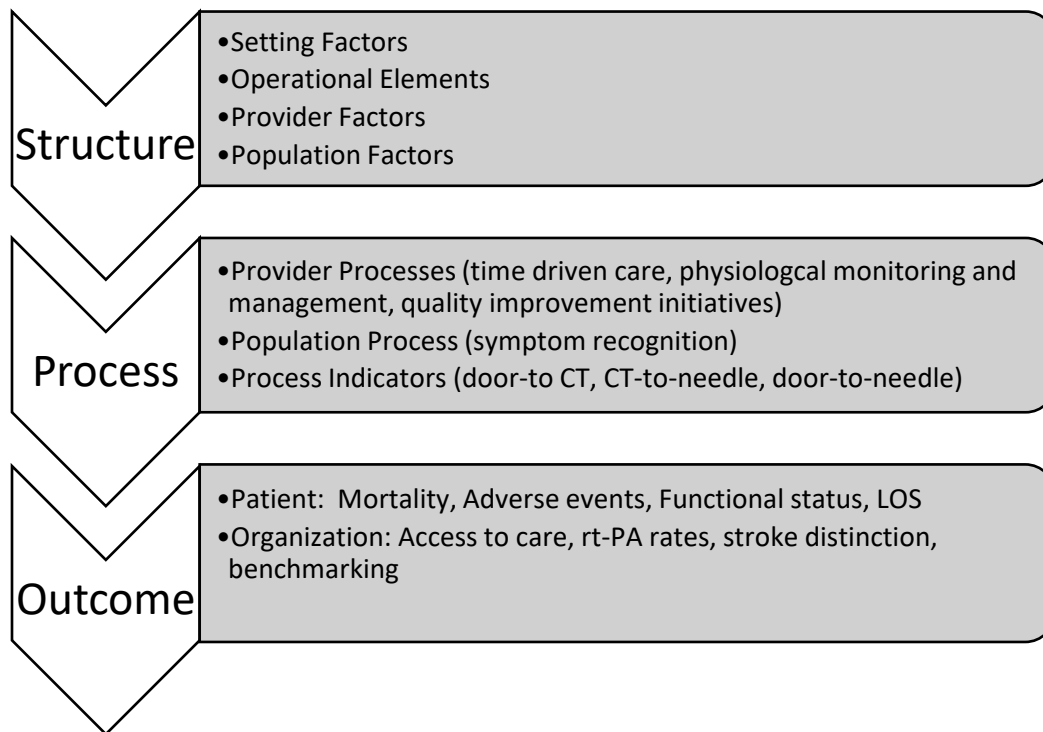 Structure
•Setting Factors
•Operational Elements
•Provider Factors
•Population Factors
Process
•Provider Processes (time driven care, physiologcal monitoring and
management, quality improvement initiatives)
•Population Process (symptom recognition)
•Process Indicators (door-to CT, CT-to-needle, door-to-needle)
Outcome
•Patient:  Mortality, Adverse events, Functional status, LOS
•Organization: Access to care, rt-PA rates, stroke distinction,
benchmarking